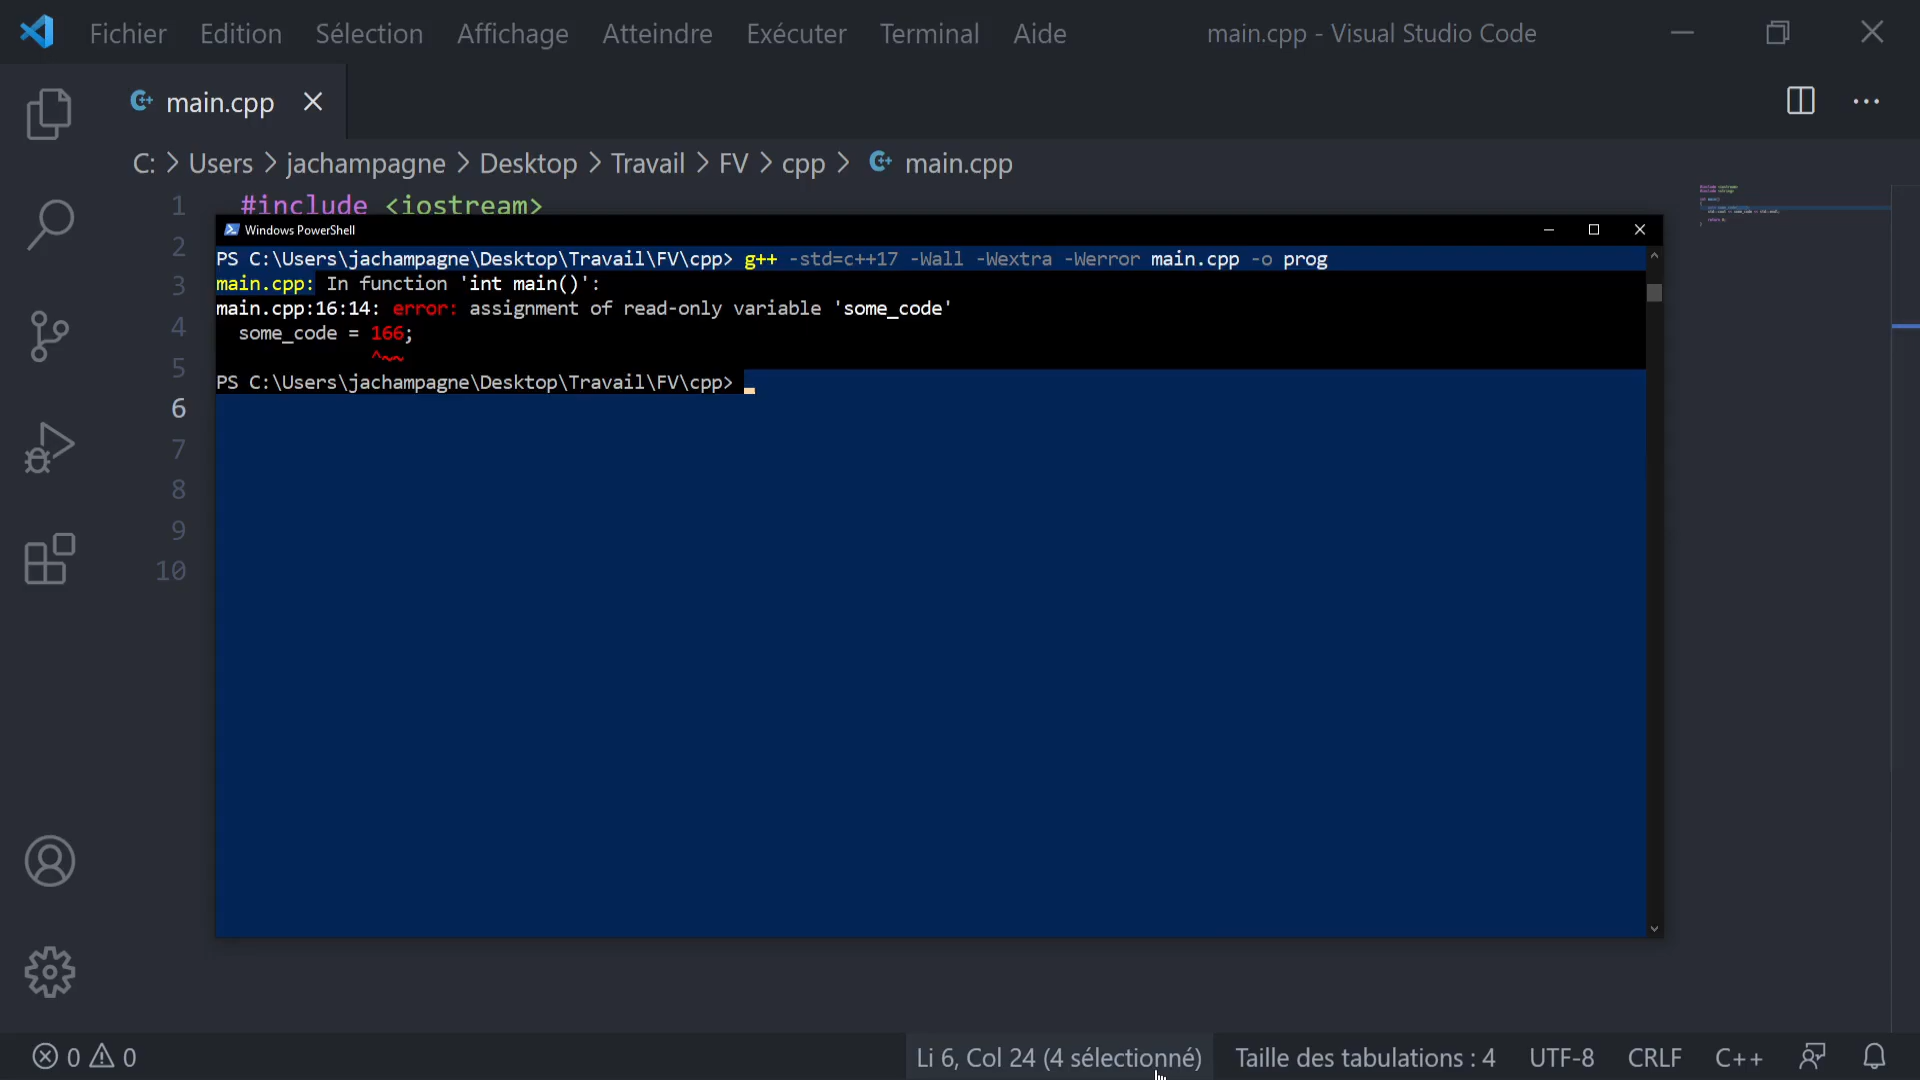 Fichier Edition Sélection Affichage Atteindre Exécuter Terminal Aide main.cpp - Visual Studio Code
main.cpp
C: > Users > jachampagne > Desktop > Travail > FV > cpp > main.cpp
1 #include <iostream>
Windows PowerShell
2
PS C:\Users\jachampagne\Desktop\Travail\FV\cpp> g++ -std=c++17 -Wall -Wextra -Werror main.cpp -o prog
3 main.cpp: In function 'int main()':
main.cpp:16:14: error: assignment of read-only variable 'some_code'
4 some_code = 166;
^~~
5
PS C:\Users\jachampagne\Desktop\Travail\FV\cpp>
6
7
8
9
10
0 0 Li 6, Col 24 (4 sélectionné) Taille des tabulations : 4 UTF-8 CRLF C++